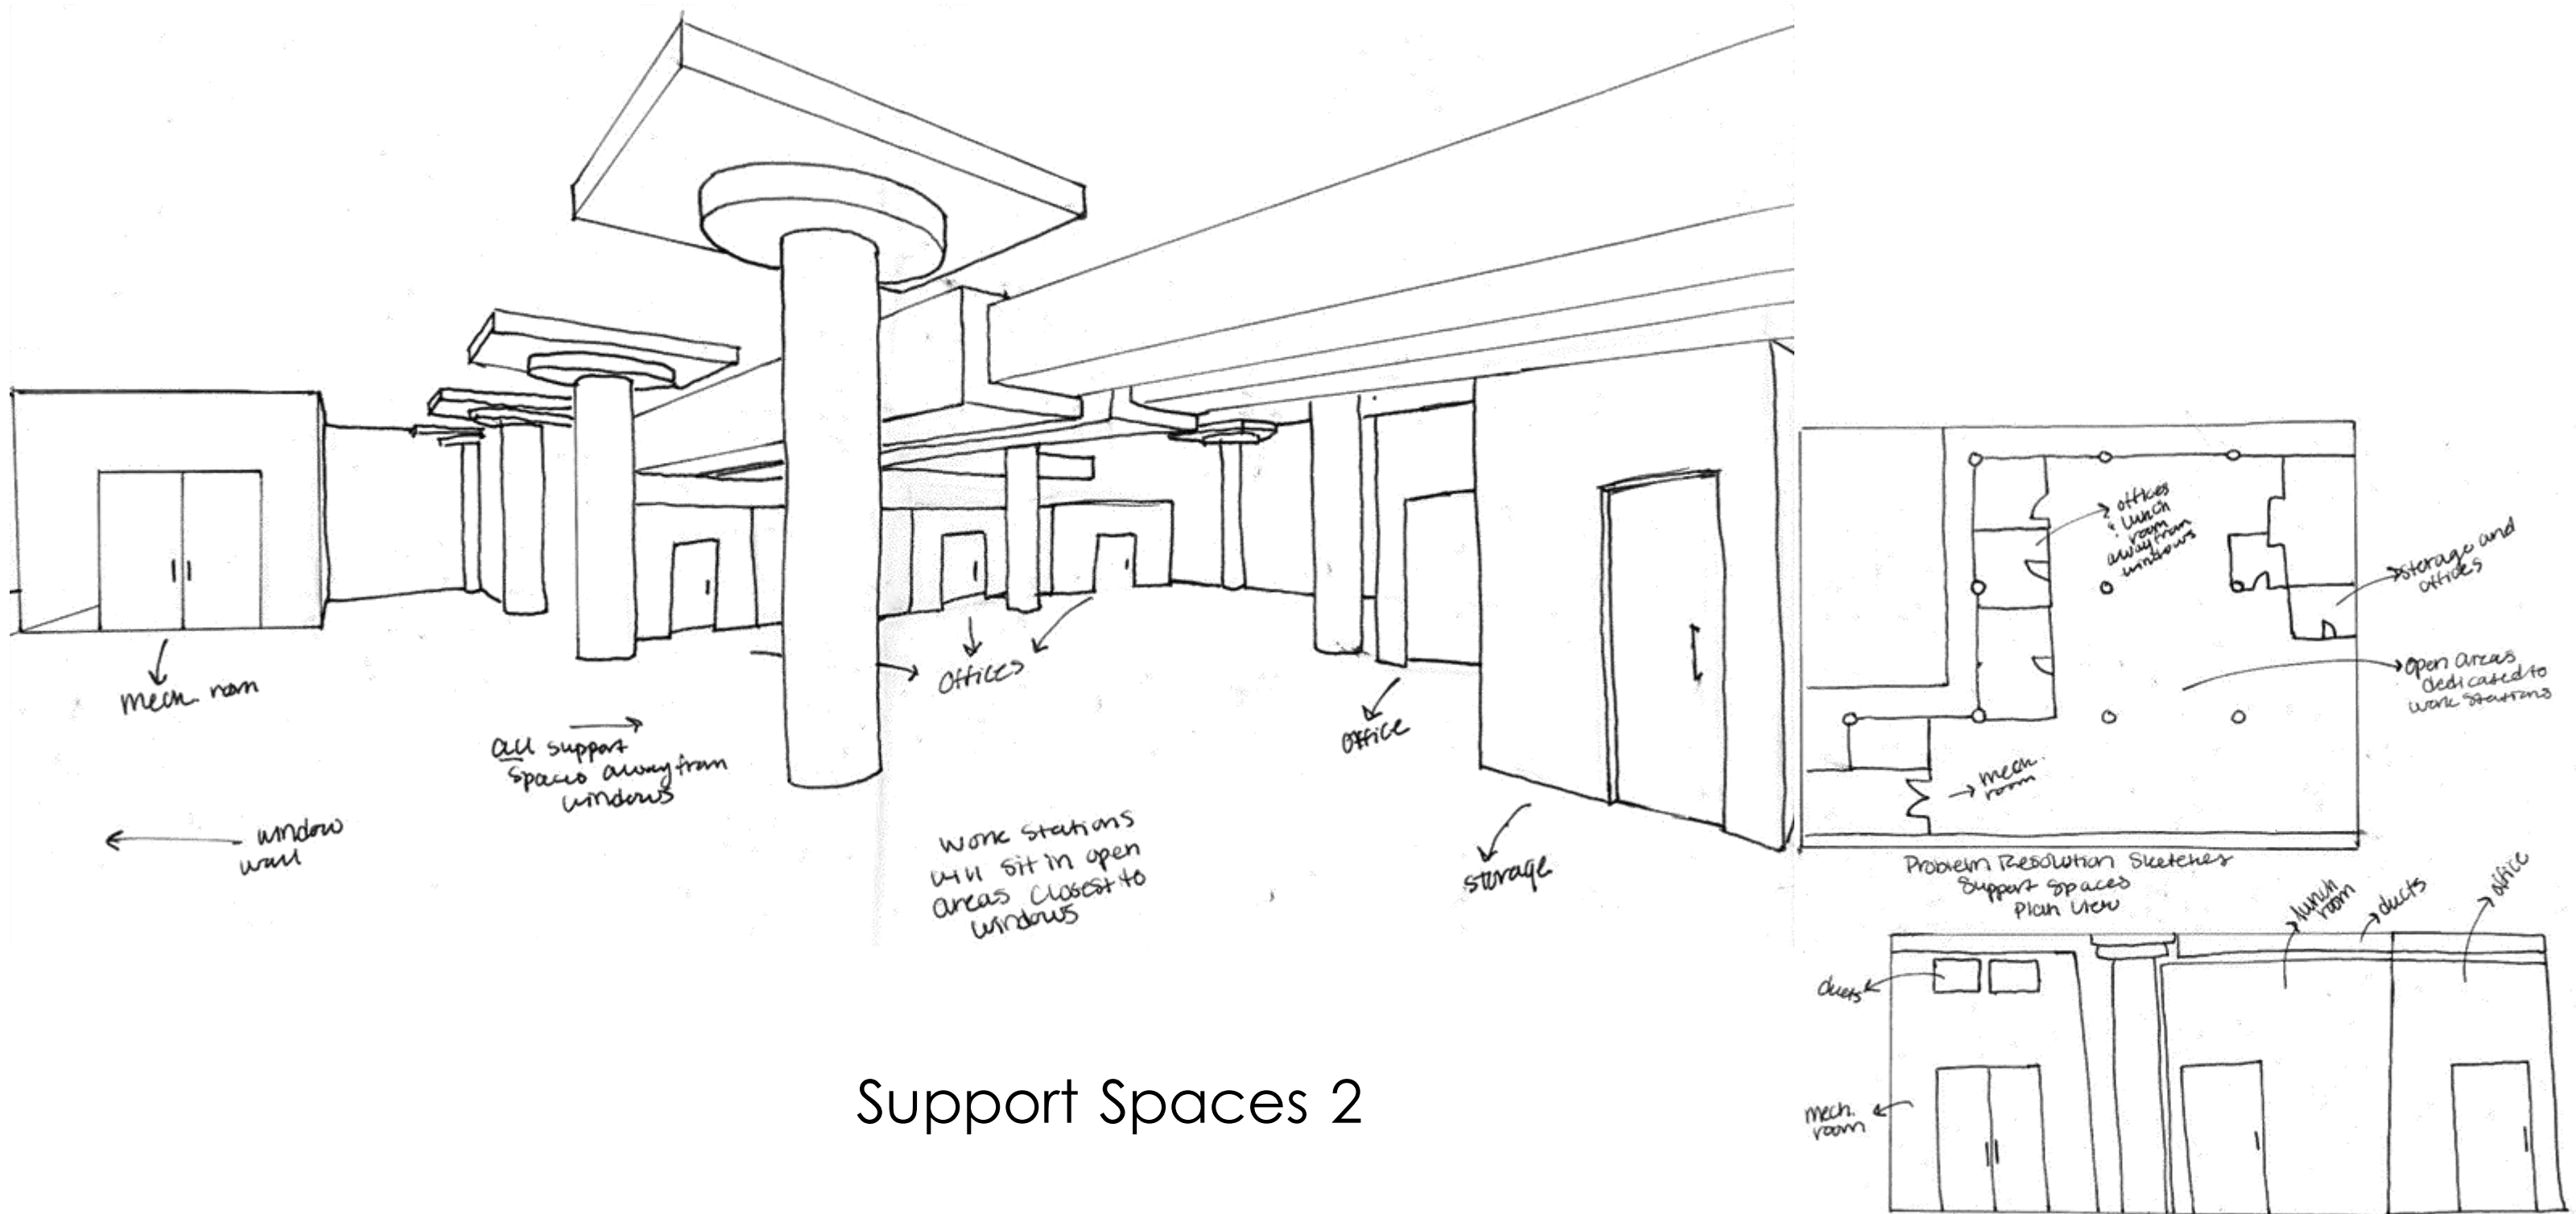 mech. room
all support
spaces away from
windows
window
wall
offices
work stations
will sit in open
areas closest to
windows
office
storage
offices
& lunch
room
away from
windows
storage and
offices
open areas
dedicated to
work stations
mech.
room
Problem Resolution Sketches
Support Spaces
Plan View
lunch
room
ducts
office
ducts
mech.
room
Support Spaces 2